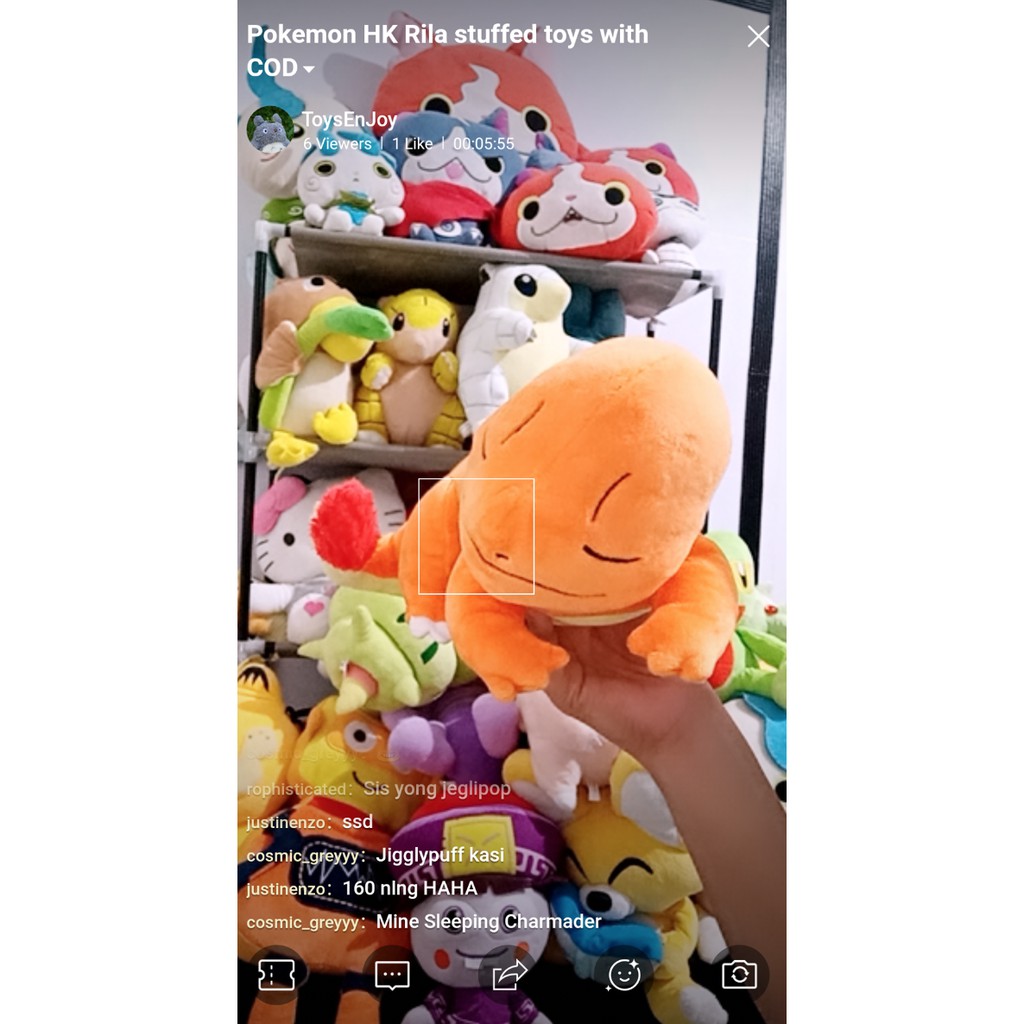 Pokemon HK Rila stuffed toys with
COD
ToysEnJoy
6 Viewers | 1 Like | 00:05:55
rophisticated: Sis yong jeglipop
justinenzo: ssd
cosmic_greyyy: Jigglypuff kasi
justinenzo: 160 nlng HAHA
cosmic_greyyy: Mine Sleeping Charmader